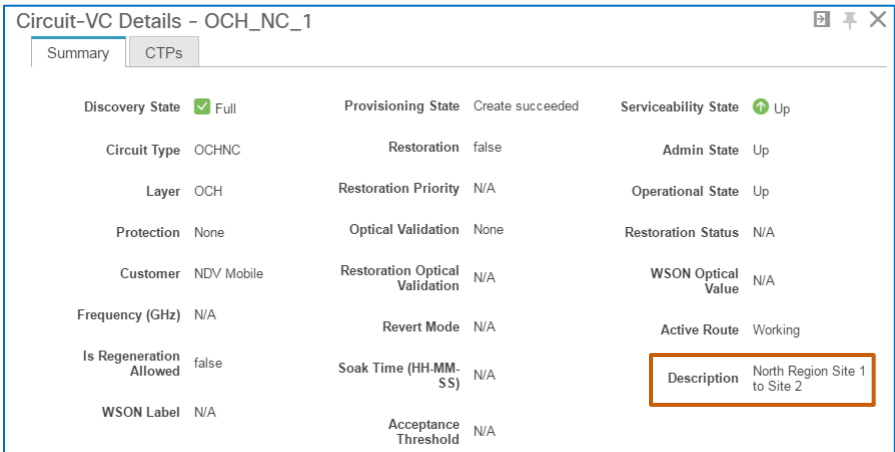 Circuit-VC Details - OCH_NC_1
Summary CTPs
Discovery State Full
Circuit Type OCHNC
Layer OCH
Protection None
Customer NDV Mobile
Frequency (GHz) N/A
Is Regeneration
Allowed false
WSON Label N/A
Provisioning State Create succeeded
Restoration false
Restoration Priority N/A
Optical Validation None
Restoration Optical
Validation N/A
Revert Mode N/A
Soak Time (HH-MM-
SS) N/A
Acceptance
Threshold N/A
Serviceability State Up
Admin State Up
Operational State Up
Restoration Status N/A
WSON Optical
Value N/A
Active Route Working
Description North Region Site 1
to Site 2